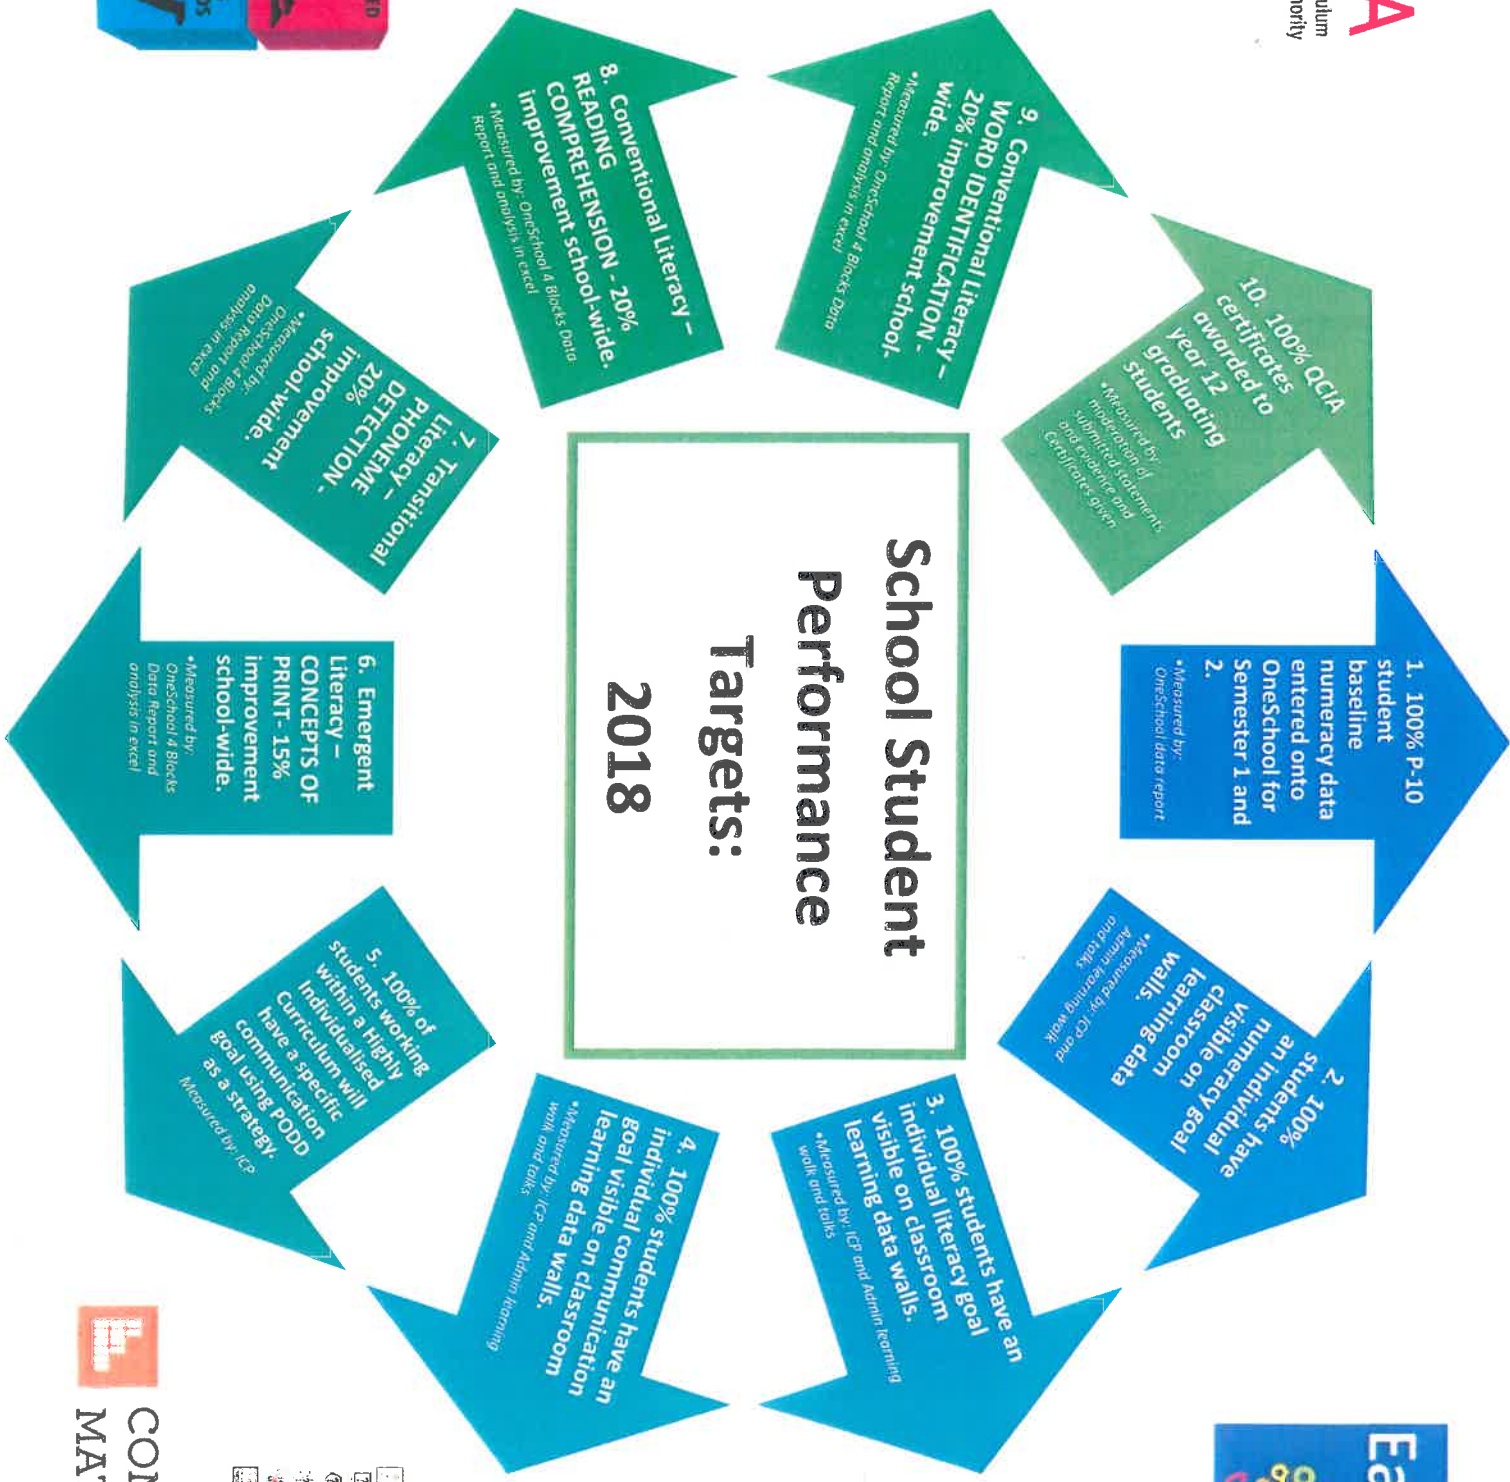 School Student
Performance
Targets:
2018
1. 100% P-10
student
baseline
numeracy data
entered onto
OneSchool for
Semester 1 and
2.
•Measured by:
OneSchool data report
2. 100%
students have
an individual
numeracy goal
visible on
classroom
learning data
walls.
•Measured by: ICP and
Admin learning walk
and talks
3. 100% students have an
individual literacy goal
visible on classroom
learning data walls.
•Measured by: ICP and Admin learning
walk and talks
4. 100% students have an
individual communication
goal visible on classroom
learning data walls.
•Measured by: ICP and Admin learning
walk and talks
5. 100% of
students working
within a Highly
Individualised
Curriculum will
have a specific
communication
goal using PODD
as a strategy.
Measured by: ICP
6. Emergent
Literacy –
CONCEPTS OF
PRINT- 15%
improvement
school-wide.
•Measured by:
OneSchool 4 Blocks
Data Report and
analysis in excel
7. Transitional
Literacy –
PHONEME
DETECTION -
20%
improvement
school-wide.
•Measured by:
OneSchool 4 Blocks
Data Report and
analysis in excel
8. Conventional Literacy –
READING
COMPREHENSION - 20%
improvement school-wide.
•Measured by: OneSchool 4 Blocks Data
Report and analysis in excel
9. Conventional Literacy –
WORD IDENTIFICATION -
20% improvement school-
wide.
•Measured by: OneSchool 4 Blocks Data
Report and analysis in excel
10. 100% QCIA
certificates
awarded to
year 12
graduating
students
•Measured by
moderation of
submitted statements
and evidence and
Certificates given
A
ulum
hority
ED
DS
Ea
CON
MAT